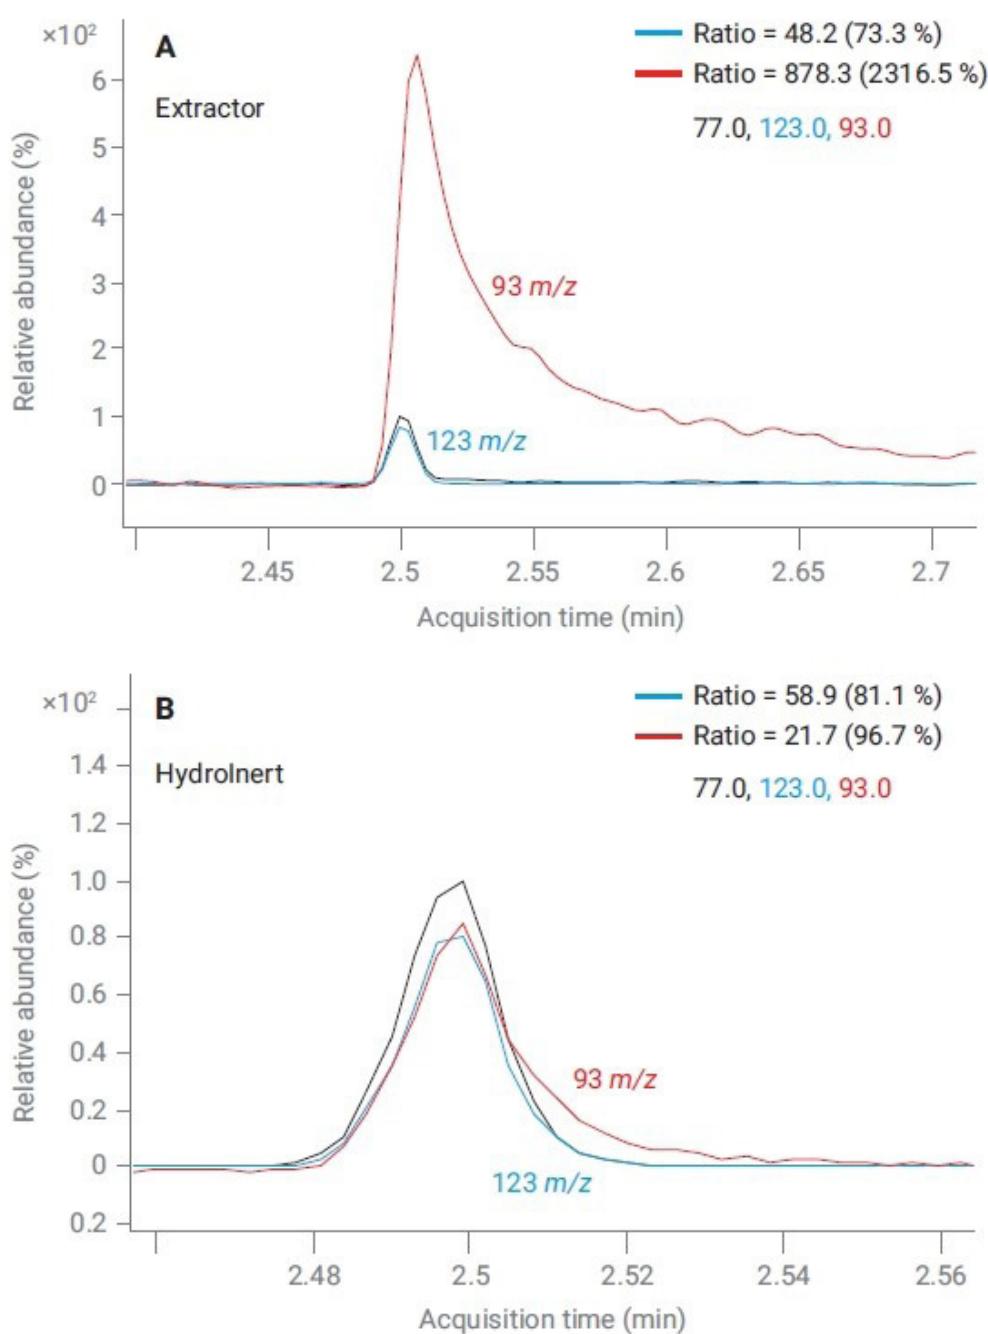 ×10²
A
Extractor
Ratio = 48.2 (73.3 %)
Ratio = 878.3 (2316.5 %)
77.0, 123.0, 93.0
Relative abundance (%)
6
5
4
3
2
1
0
93 m/z
123 m/z
2.45 2.5 2.55 2.6 2.65 2.7
Acquisition time (min)
×10²
B
HydroInert
Ratio = 58.9 (81.1 %)
Ratio = 21.7 (96.7 %)
77.0, 123.0, 93.0
Relative abundance (%)
1.4
1.2
1.0
0.8
0.6
0.4
0.2
0
0.2
93 m/z
123 m/z
2.48 2.5 2.52 2.54 2.56
Acquisition time (min)